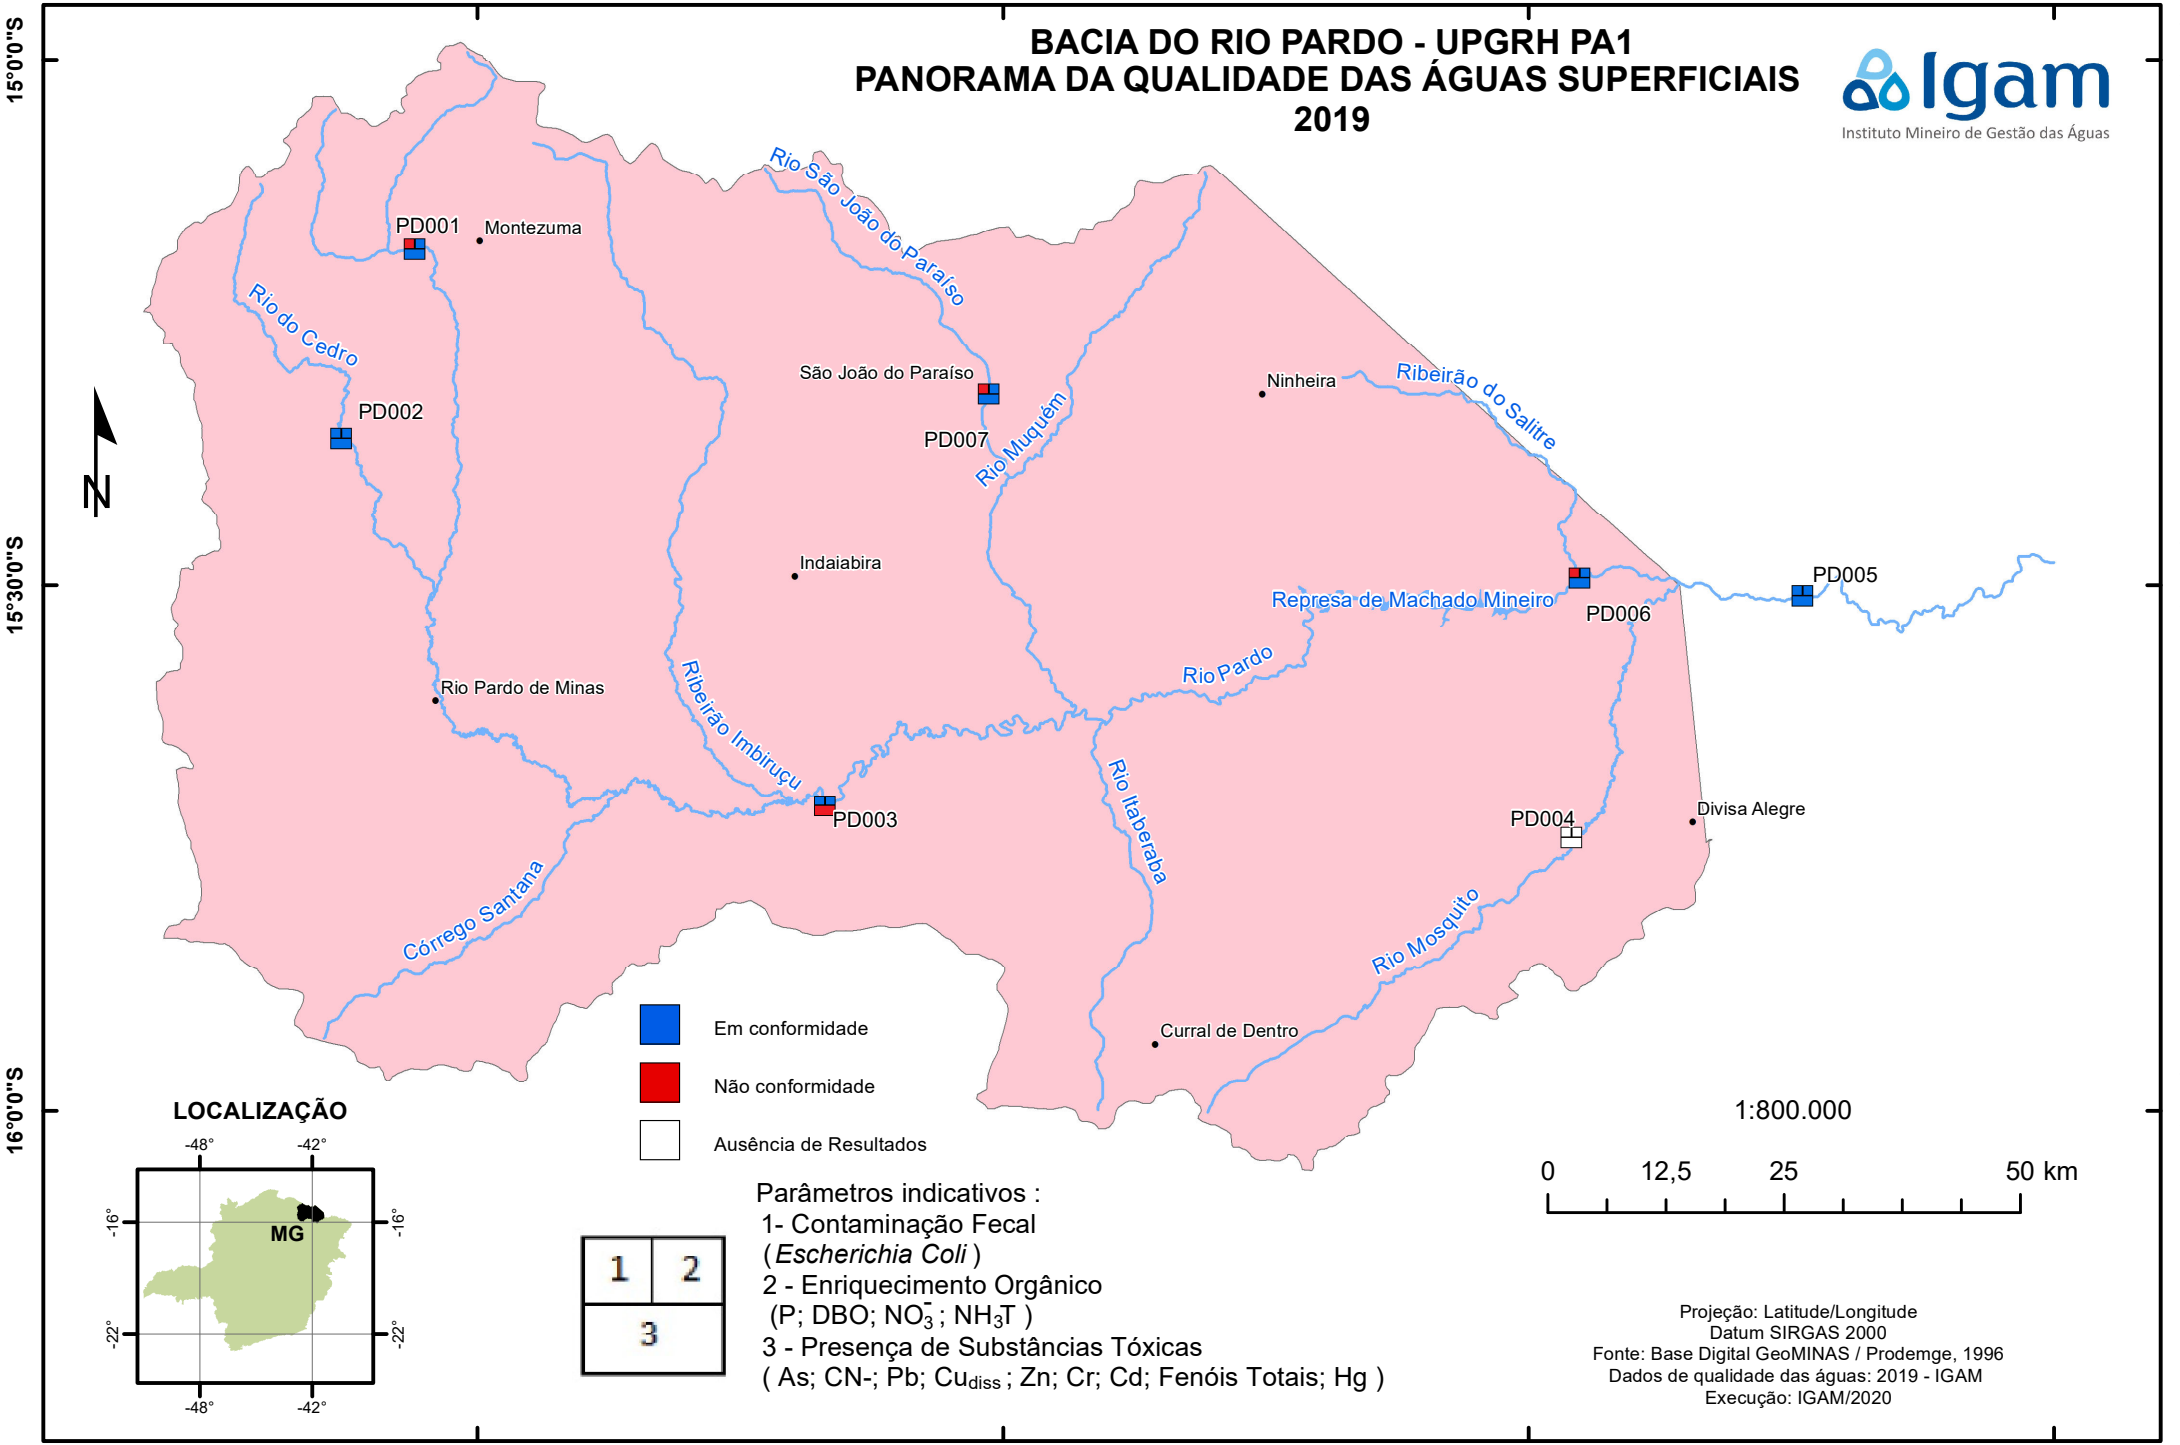 BACIA DO RIO PARDO - UPGRH PA1
PANORAMA DA QUALIDADE DAS ÁGUAS SUPERFICIAIS
2019
Igam
Instituto Mineiro de Gestão das Águas
15°0'0"S
15°30'0"S
16°0'0"S
N
PD001
Montezuma
Rio do Cedro
PD002
Rio São João do Paraíso
São João do Paraíso
PD007
Rio Muquém
Ninheira
Ribeirão do Salitre
Indaiabira
Represa de Machado Mineiro
PD006
PD005
Rio Pardo
Rio Pardo de Minas
Ribeirão Imbiruçu
PD003
Rio Itaberaba
PD004
Divisa Alegre
Córrego Santana
Rio Mosquito
Curral de Dentro
Em conformidade
Não conformidade
Ausência de Resultados
LOCALIZAÇÃO
-48°
-42°
-16°
-16°
MG
-22°
-22°
-48°
-42°
1
2
3
Parâmetros indicativos :
1- Contaminação Fecal
(Escherichia Coli )
2 - Enriquecimento Orgânico
(P; DBO; NO₃⁻ ; NH₃T )
3 - Presença de Substâncias Tóxicas
( As; CN-; Pb; Cudiss ; Zn; Cr; Cd; Fenóis Totais; Hg )
1:800.000
0 12,5 25 50 km
Projeção: Latitude/Longitude
Datum SIRGAS 2000
Fonte: Base Digital GeoMINAS / Prodemge, 1996
Dados de qualidade das águas: 2019 - IGAM
Execução: IGAM/2020